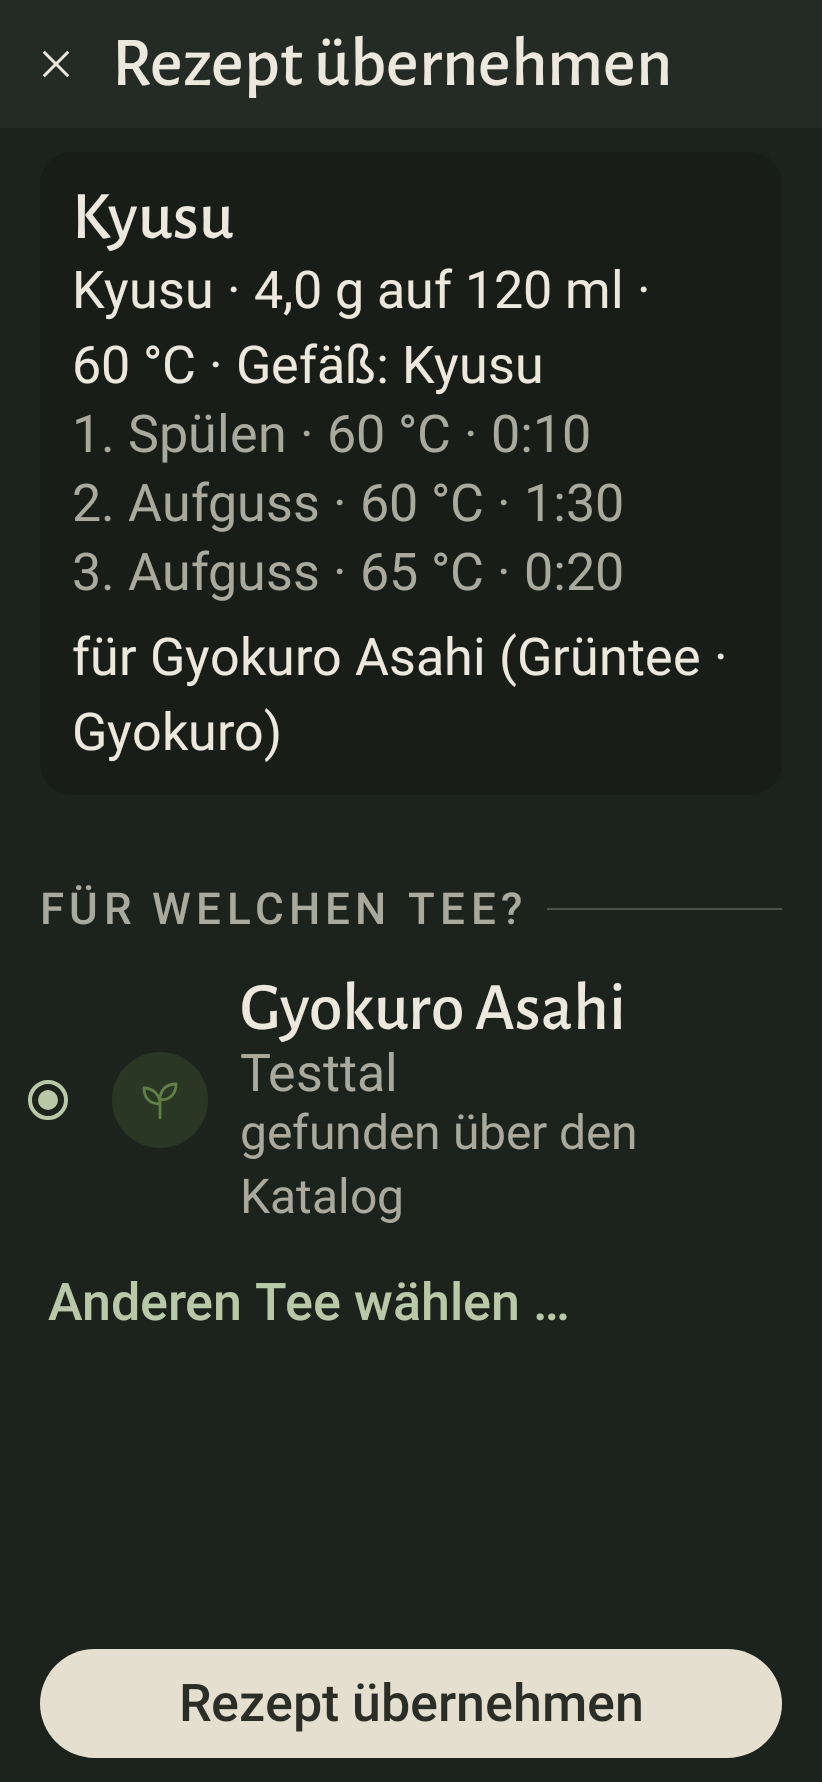 Rezept übernehmen
Kyusu
Kyusu · 4,0 g auf 120 ml ·
60 °C · Gefäß: Kyusu
1. Spülen · 60 °C · 0:10
2. Aufguss · 60 °C · 1:30
3. Aufguss · 65 °C · 0:20
für Gyokuro Asahi (Grüntee ·
Gyokuro)
FÜR WELCHEN TEE?
Gyokuro Asahi
Testtal
gefunden über den
Katalog
Anderen Tee wählen …
Rezept übernehmen